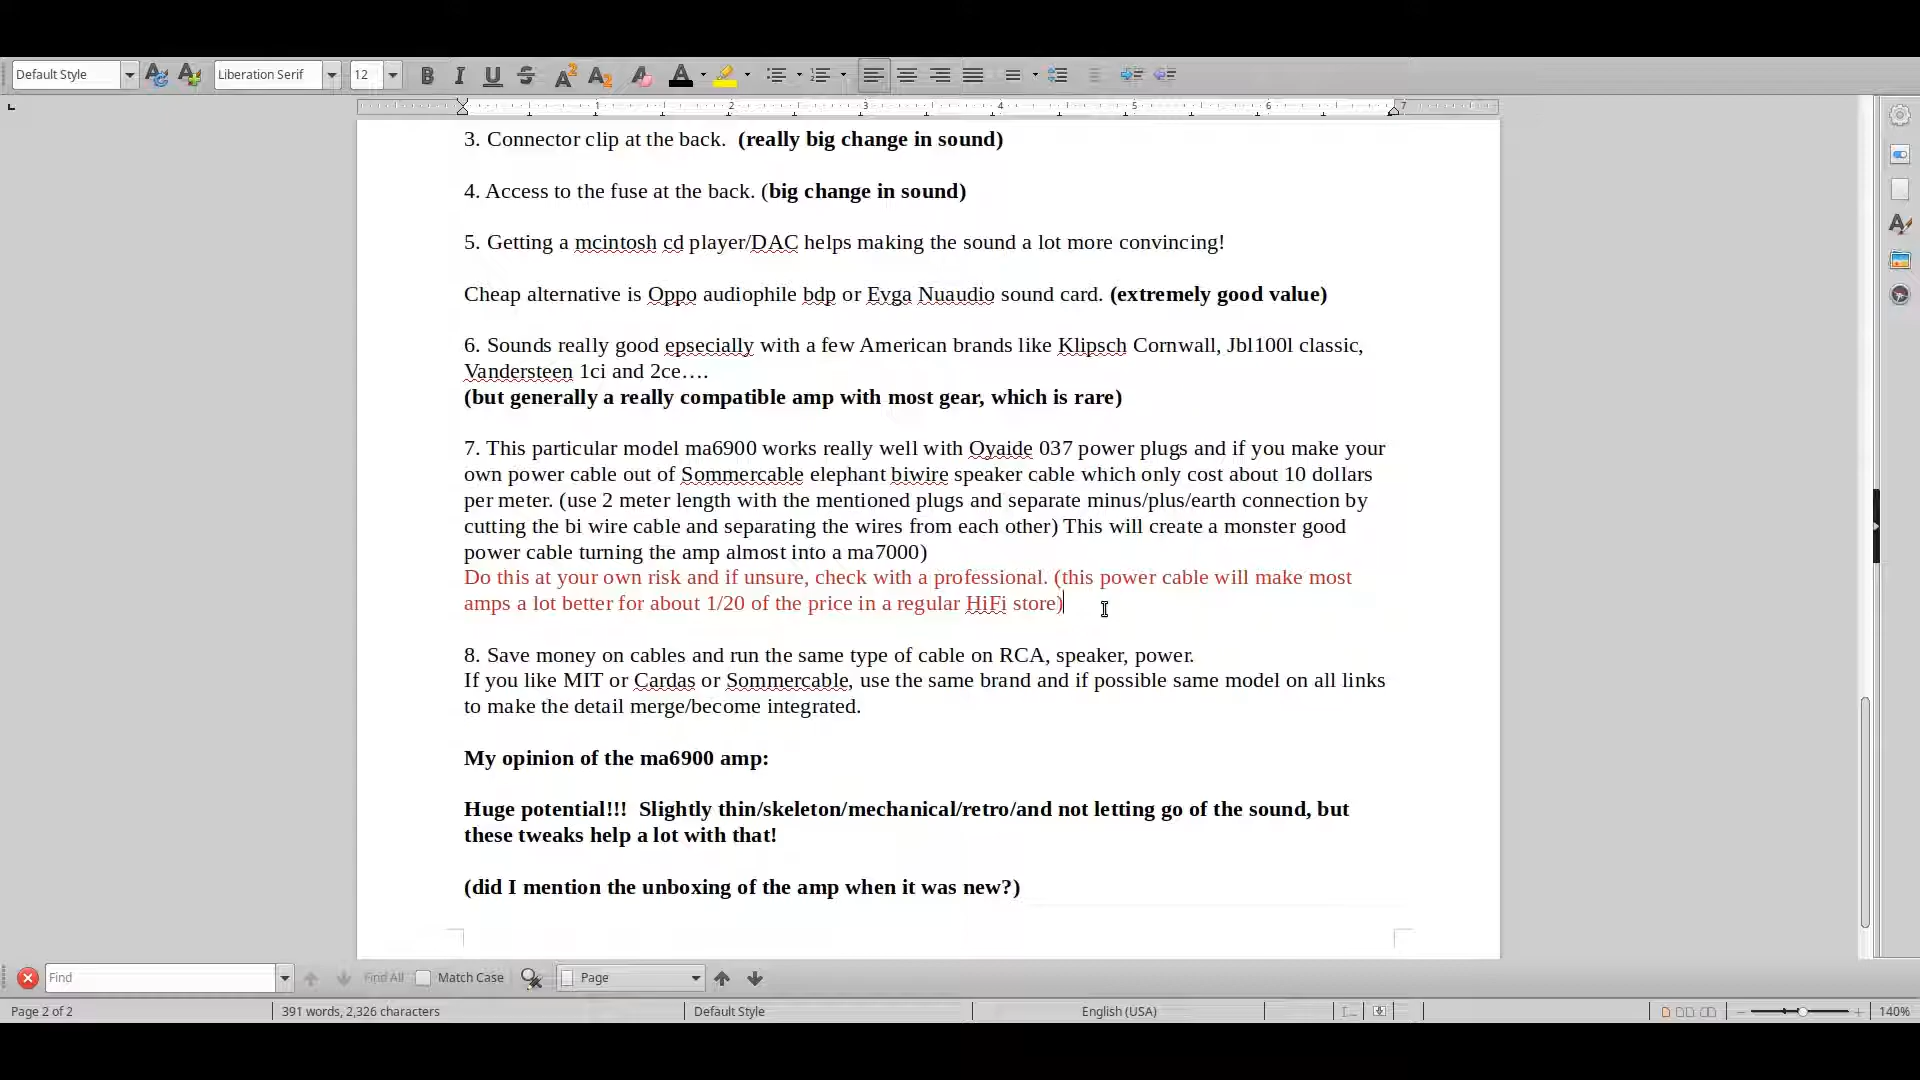 Default Style
Liberation Serif
12
1 2 3 4 5 6 7
3. Connector clip at the back.  (really big change in sound)
4. Access to the fuse at the back. (big change in sound)
5. Getting a mcintosh cd player/DAC helps making the sound a lot more convincing!
Cheap alternative is Oppo audiophile bdp or Evga Nuaudio sound card. (extremely good value)
6. Sounds really good epsecially with a few American brands like Klipsch Cornwall, Jbl100l classic,
Vandersteen 1ci and 2ce….
(but generally a really compatible amp with most gear, which is rare)
7. This particular model ma6900 works really well with Oyaide 037 power plugs and if you make your
own power cable out of Sommercable elephant biwire speaker cable which only cost about 10 dollars
per meter. (use 2 meter length with the mentioned plugs and separate minus/plus/earth connection by
cutting the bi wire cable and separating the wires from each other) This will create a monster good
power cable turning the amp almost into a ma7000)
Do this at your own risk and if unsure, check with a professional. (this power cable will make most
amps a lot better for about 1/20 of the price in a regular HiFi store)
8. Save money on cables and run the same type of cable on RCA, speaker, power.
If you like MIT or Cardas or Sommercable, use the same brand and if possible same model on all links
to make the detail merge/become integrated.
My opinion of the ma6900 amp:
Huge potential!!!  Slightly thin/skeleton/mechanical/retro/and not letting go of the sound, but
these tweaks help a lot with that!
(did I mention the unboxing of the amp when it was new?)
Find
Find All
Match Case
Page
Page 2 of 2
391 words, 2,326 characters
Default Style
English (USA)
140%